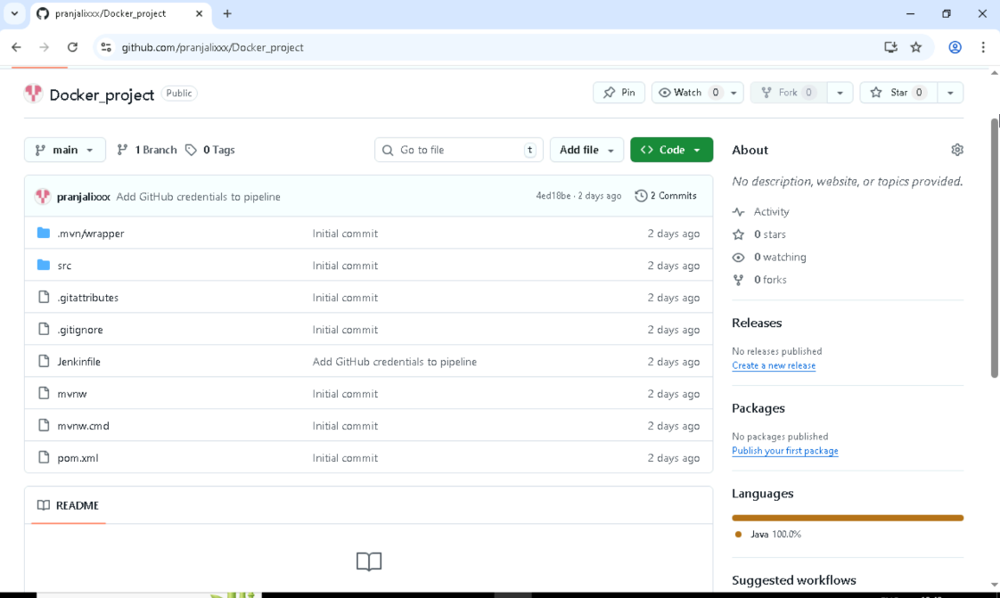 pranjalixxx/Docker_project
github.com/pranjalixxx/Docker_project
Docker_project Public
Pin
Watch 0
Fork 0
Star 0
main
1 Branch
0 Tags
Go to file t
Add file
Code
pranjalixxx Add GitHub credentials to pipeline 4ed18be · 2 days ago 2 Commits
.mvn/wrapper Initial commit 2 days ago
src Initial commit 2 days ago
.gitattributes Initial commit 2 days ago
.gitignore Initial commit 2 days ago
Jenkinfile Add GitHub credentials to pipeline 2 days ago
mvnw Initial commit 2 days ago
mvnw.cmd Initial commit 2 days ago
pom.xml Initial commit 2 days ago
README
About
No description, website, or topics provided.
Activity
0 stars
0 watching
0 forks
Releases
No releases published
Create a new release
Packages
No packages published
Publish your first package
Languages
Java 100.0%
Suggested workflows